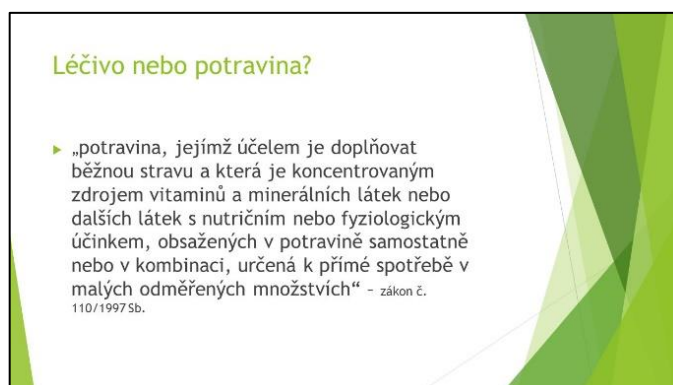 Léčivo nebo potravina?
„potravina, jejímž účelem je doplňovat
běžnou stravu a která je koncentrovaným
zdrojem vitaminů a minerálních látek nebo
dalších látek s nutričním nebo fyziologickým
účinkem, obsažených v potravině samostatně
nebo v kombinaci, určená k přímé spotřebě v
malých odměřených množstvích“ – zákon č.
110/1997 Sb.